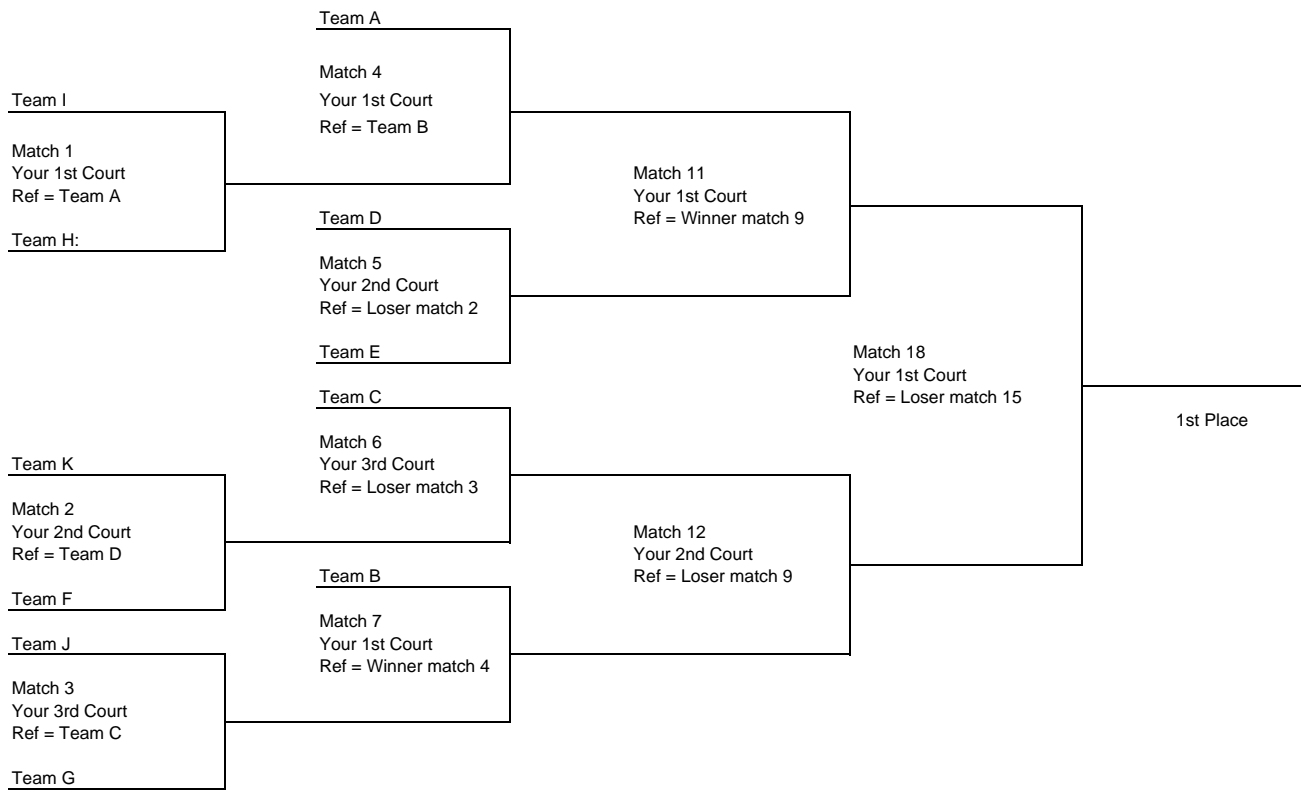 Team A
Match 4
Your 1st Court
Ref = Team B
Team I
Match 1
Your 1st Court
Ref = Team A
Team H:
Match 11
Your 1st Court
Ref = Winner match 9
Team D
Match 5
Your 2nd Court
Ref = Loser match 2
Team E
Match 18
Your 1st Court
Ref = Loser match 15
1st Place
Team C
Match 6
Your 3rd Court
Ref = Loser match 3
Team K
Match 2
Your 2nd Court
Ref = Team D
Team F
Match 12
Your 2nd Court
Ref = Loser match 9
Team B
Match 7
Your 1st Court
Ref = Winner match 4
Team J
Match 3
Your 3rd Court
Ref = Team C
Team G